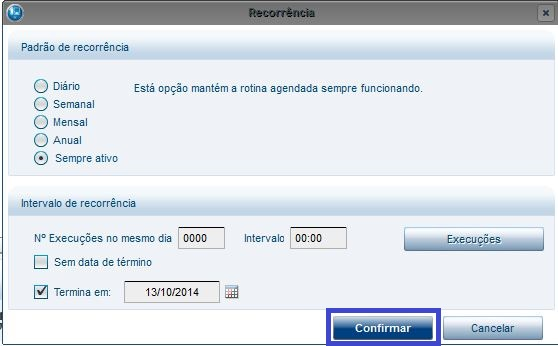 Recorrência
Padrão de recorrência
Diário
Está opção mantém a rotina agendada sempre funcionando.
Semanal
Mensal
Anual
Sempre ativo
Intervalo de recorrência
Nº Execuções no mesmo dia 0000 Intervalo 00:00 Execuções
Sem data de término
Termina em: 13/10/2014
Confirmar Cancelar